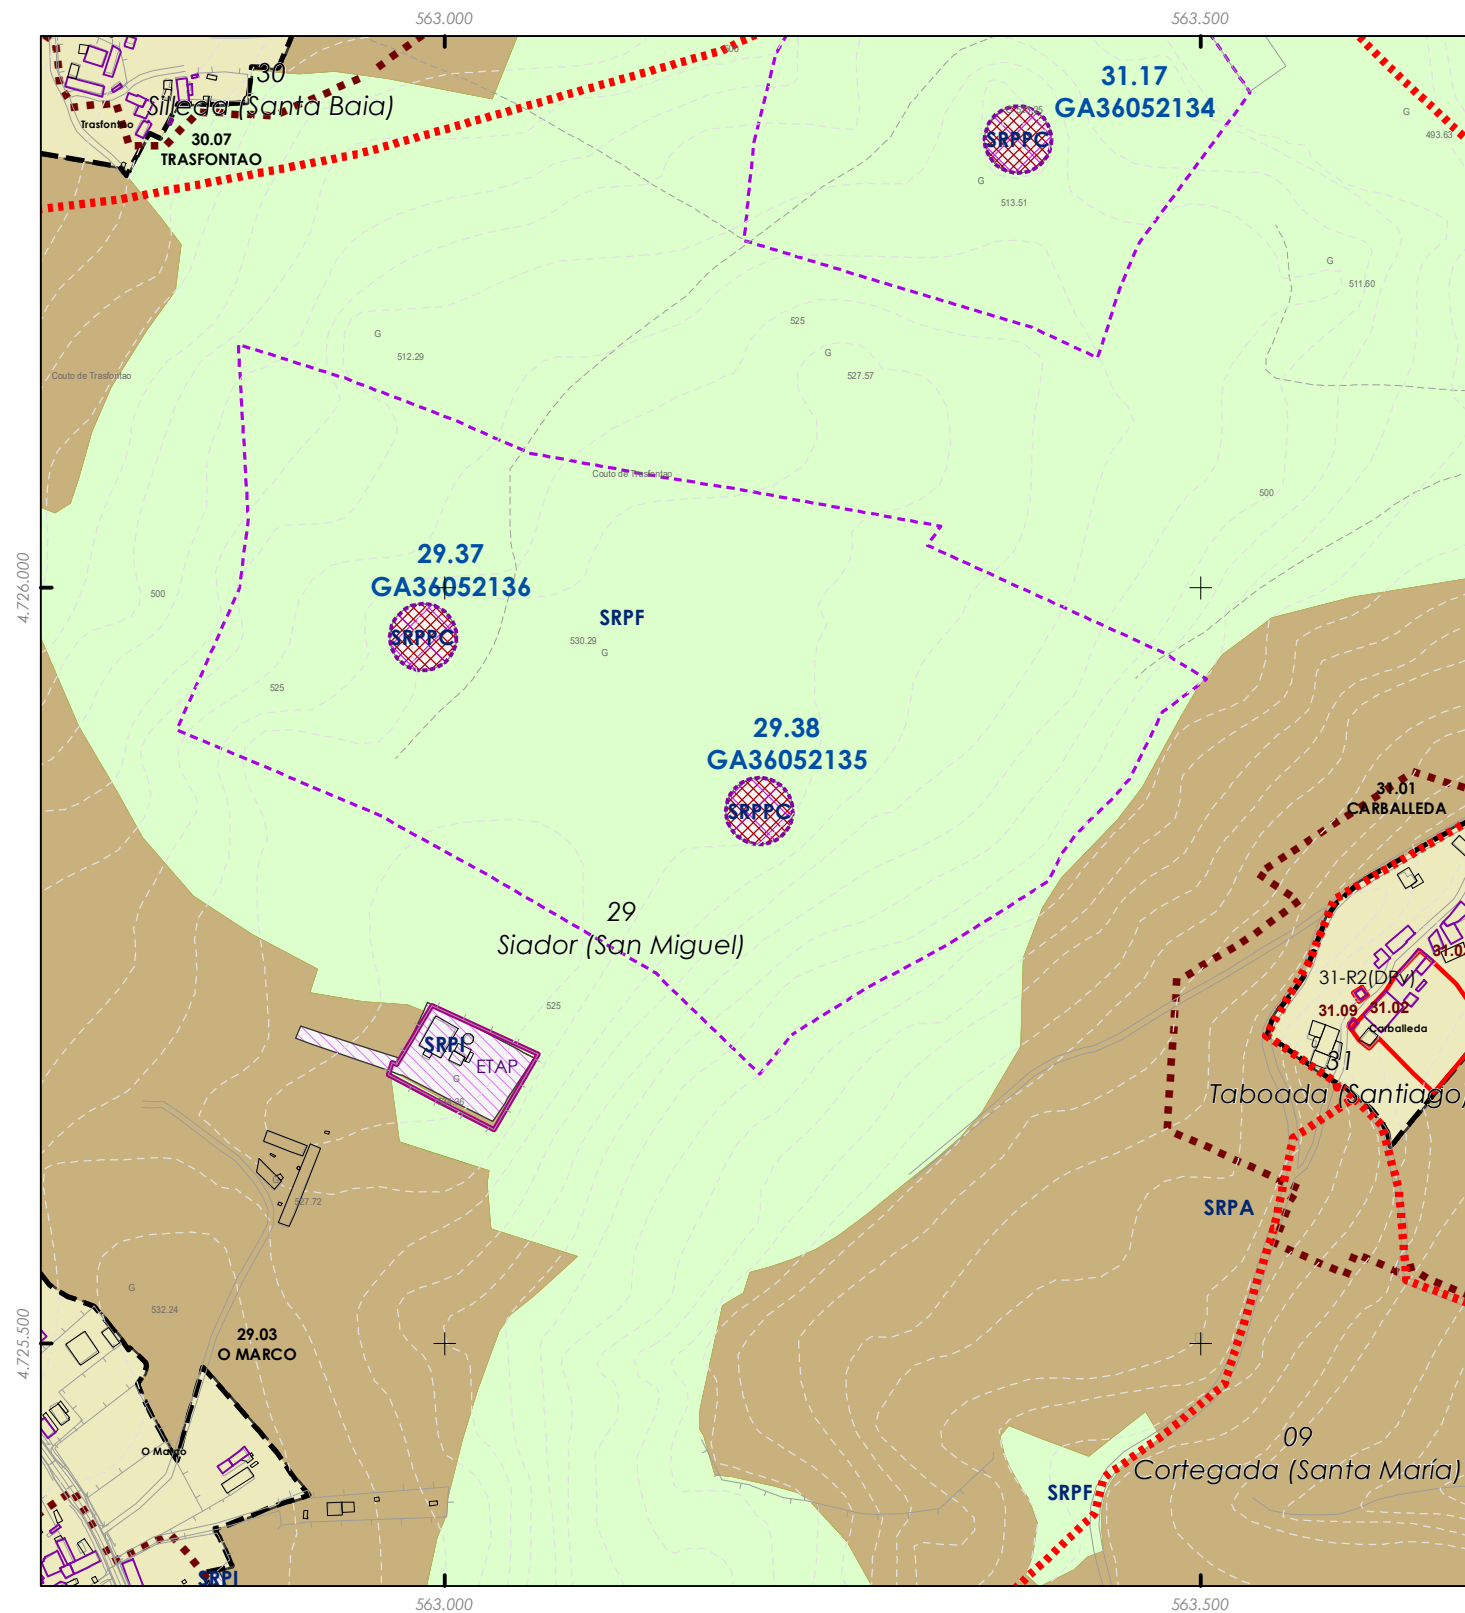 563.000
563.500
30
Silleda (Santa Baia)
Trasfontao
30.07
TRASFONTAO
500
31.17
GA36052134
SRPPC
G
513.51
G
493.63
G
511.60
G
512.29
525
G
527.57
Couto de Trasfontao
Couto de Trasfontao
500
4.726.000
500
29.37
GA36052136
SRPPC
SRPF
530.29
G
525
29.38
GA36052135
SRPPC
31.01
CARBALLEDA
29
Siador (San Miguel)
525
31-R2(DPv)
31.09
31.02
Carballeda
31
Taboada (Santiago)
SRPI
ETAP
G
G
527.72
SRPA
G
532.24
4.725.500
29.03
O MARCO
O Marco
09
Cortegada (Santa María)
SRPF
SRPI
563.000
563.500